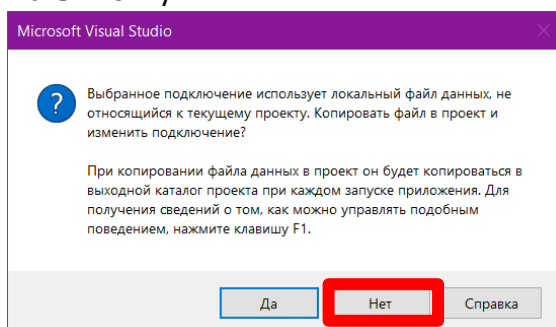 Microsoft Visual Studio
Выбранное подключение использует локальный файл данных, не
относящийся к текущему проекту. Копировать файл в проект и
изменить подключение?
При копировании файла данных в проект он будет копироваться в
выходной каталог проекта при каждом запуске приложения. Для
получения сведений о том, как можно управлять подобным
поведением, нажмите клавишу F1.
Да Нет Справка